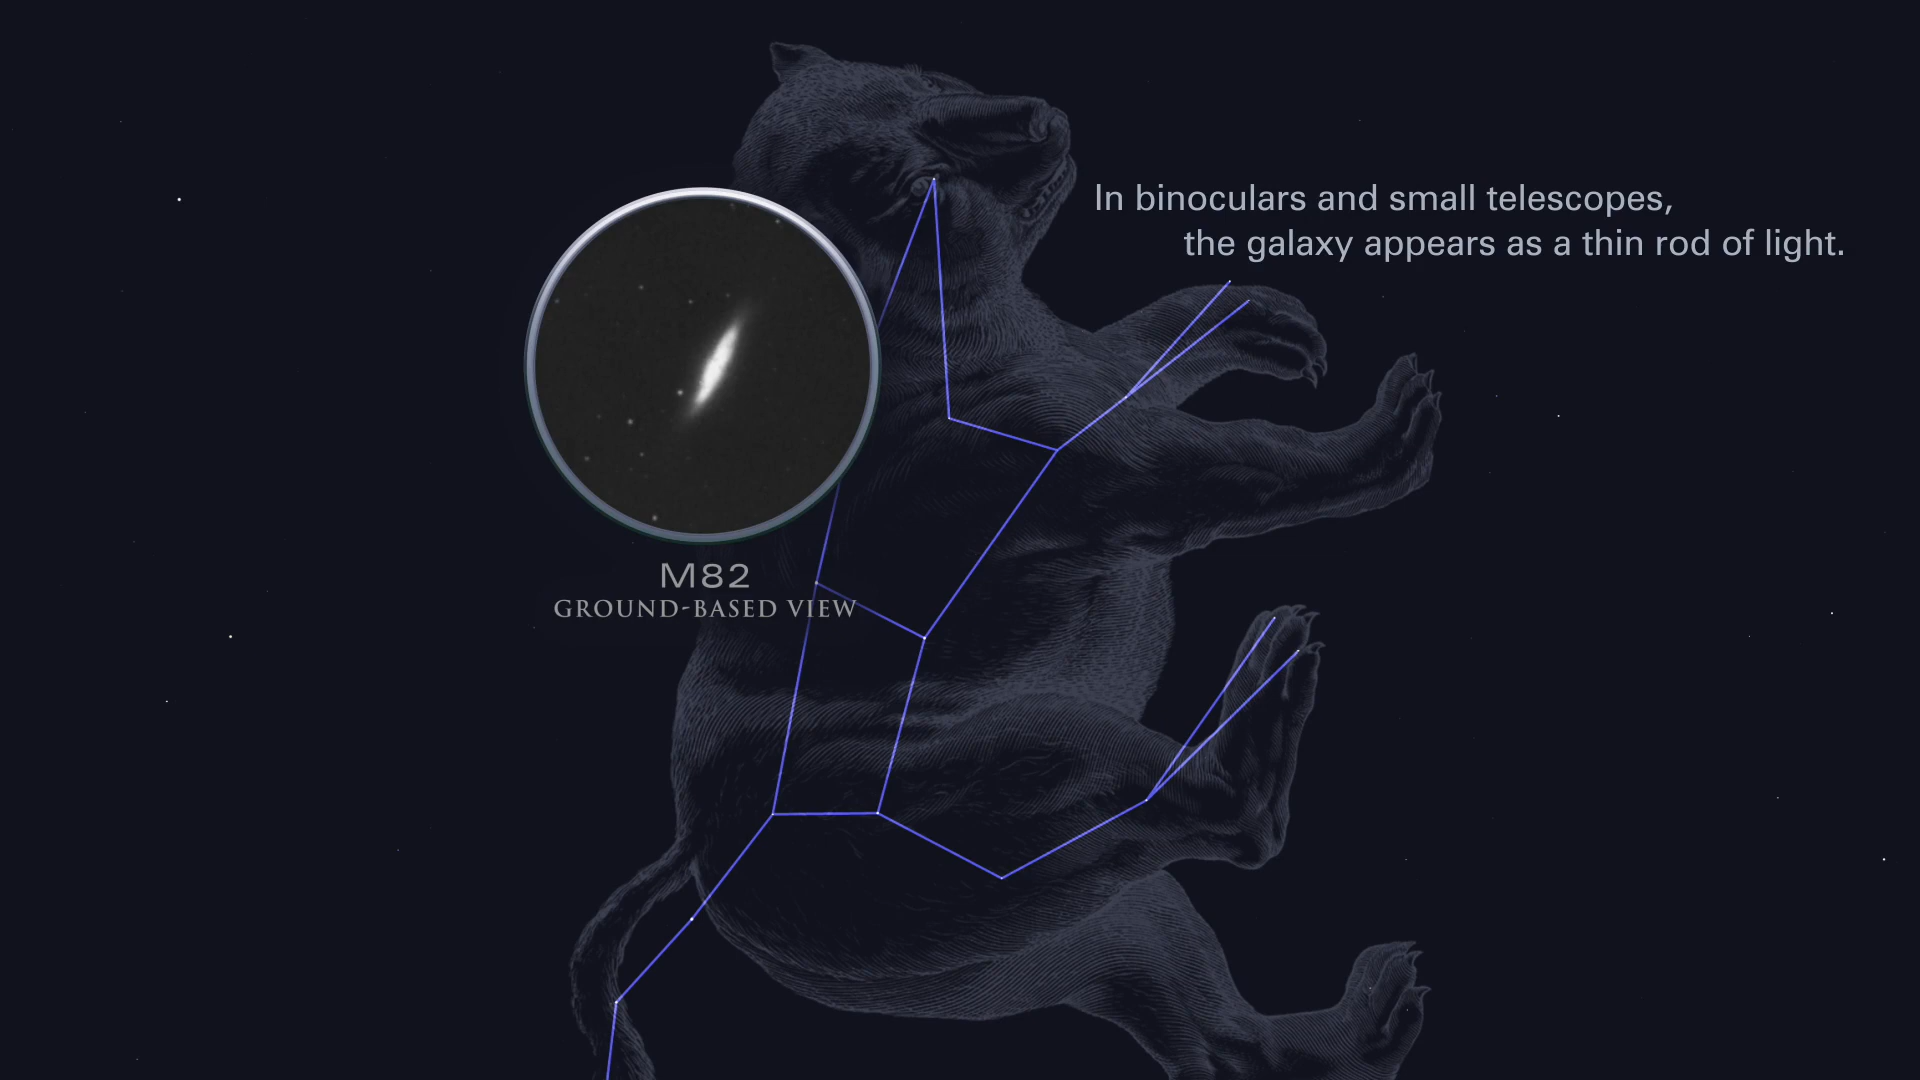 In binoculars and small telescopes,
the galaxy appears as a thin rod of light.
M82
GROUND-BASED VIEW